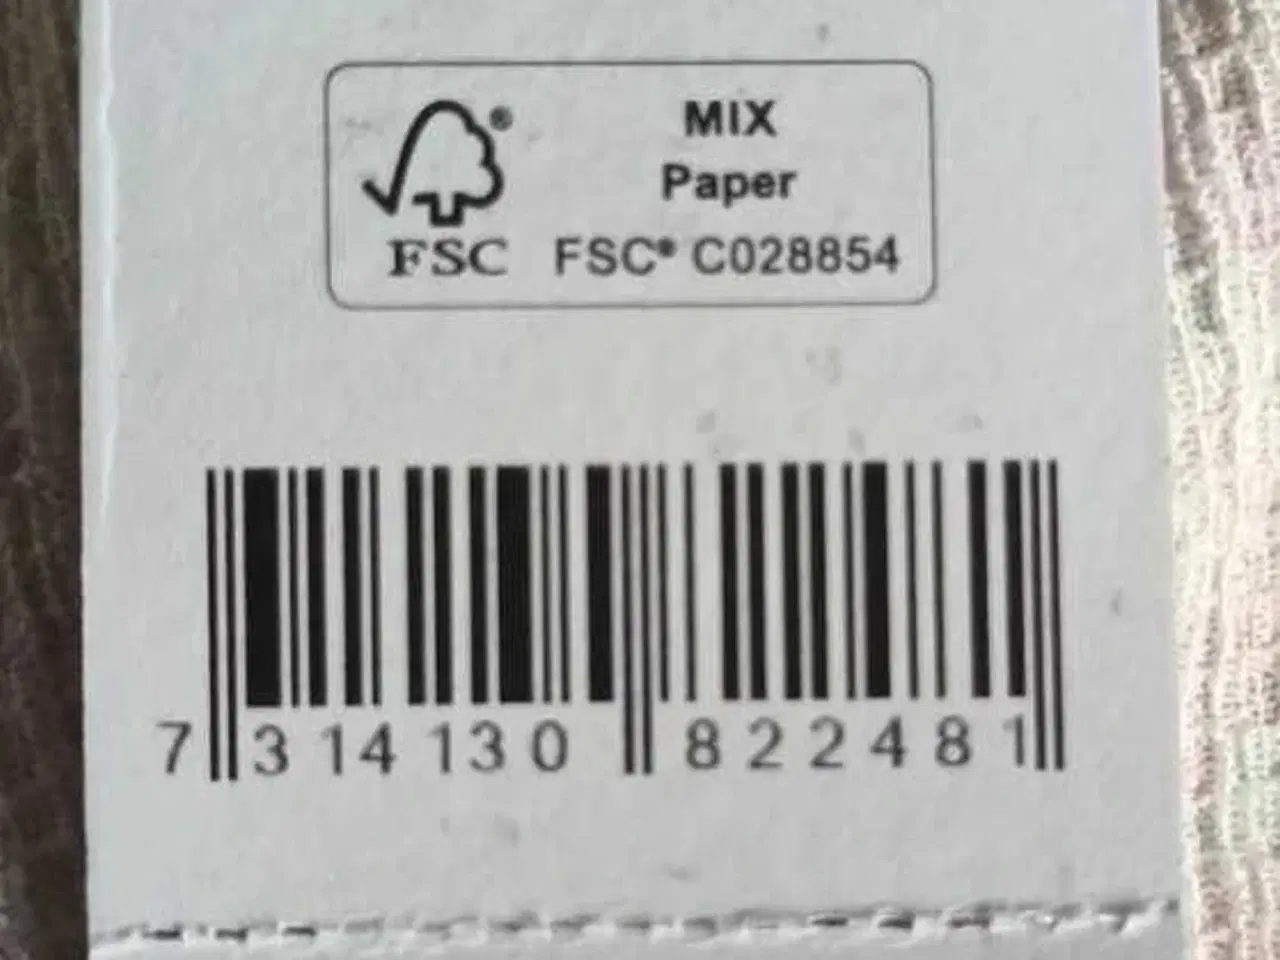 MIX
Paper
FSC® FSC® C028854
7 314130 822481